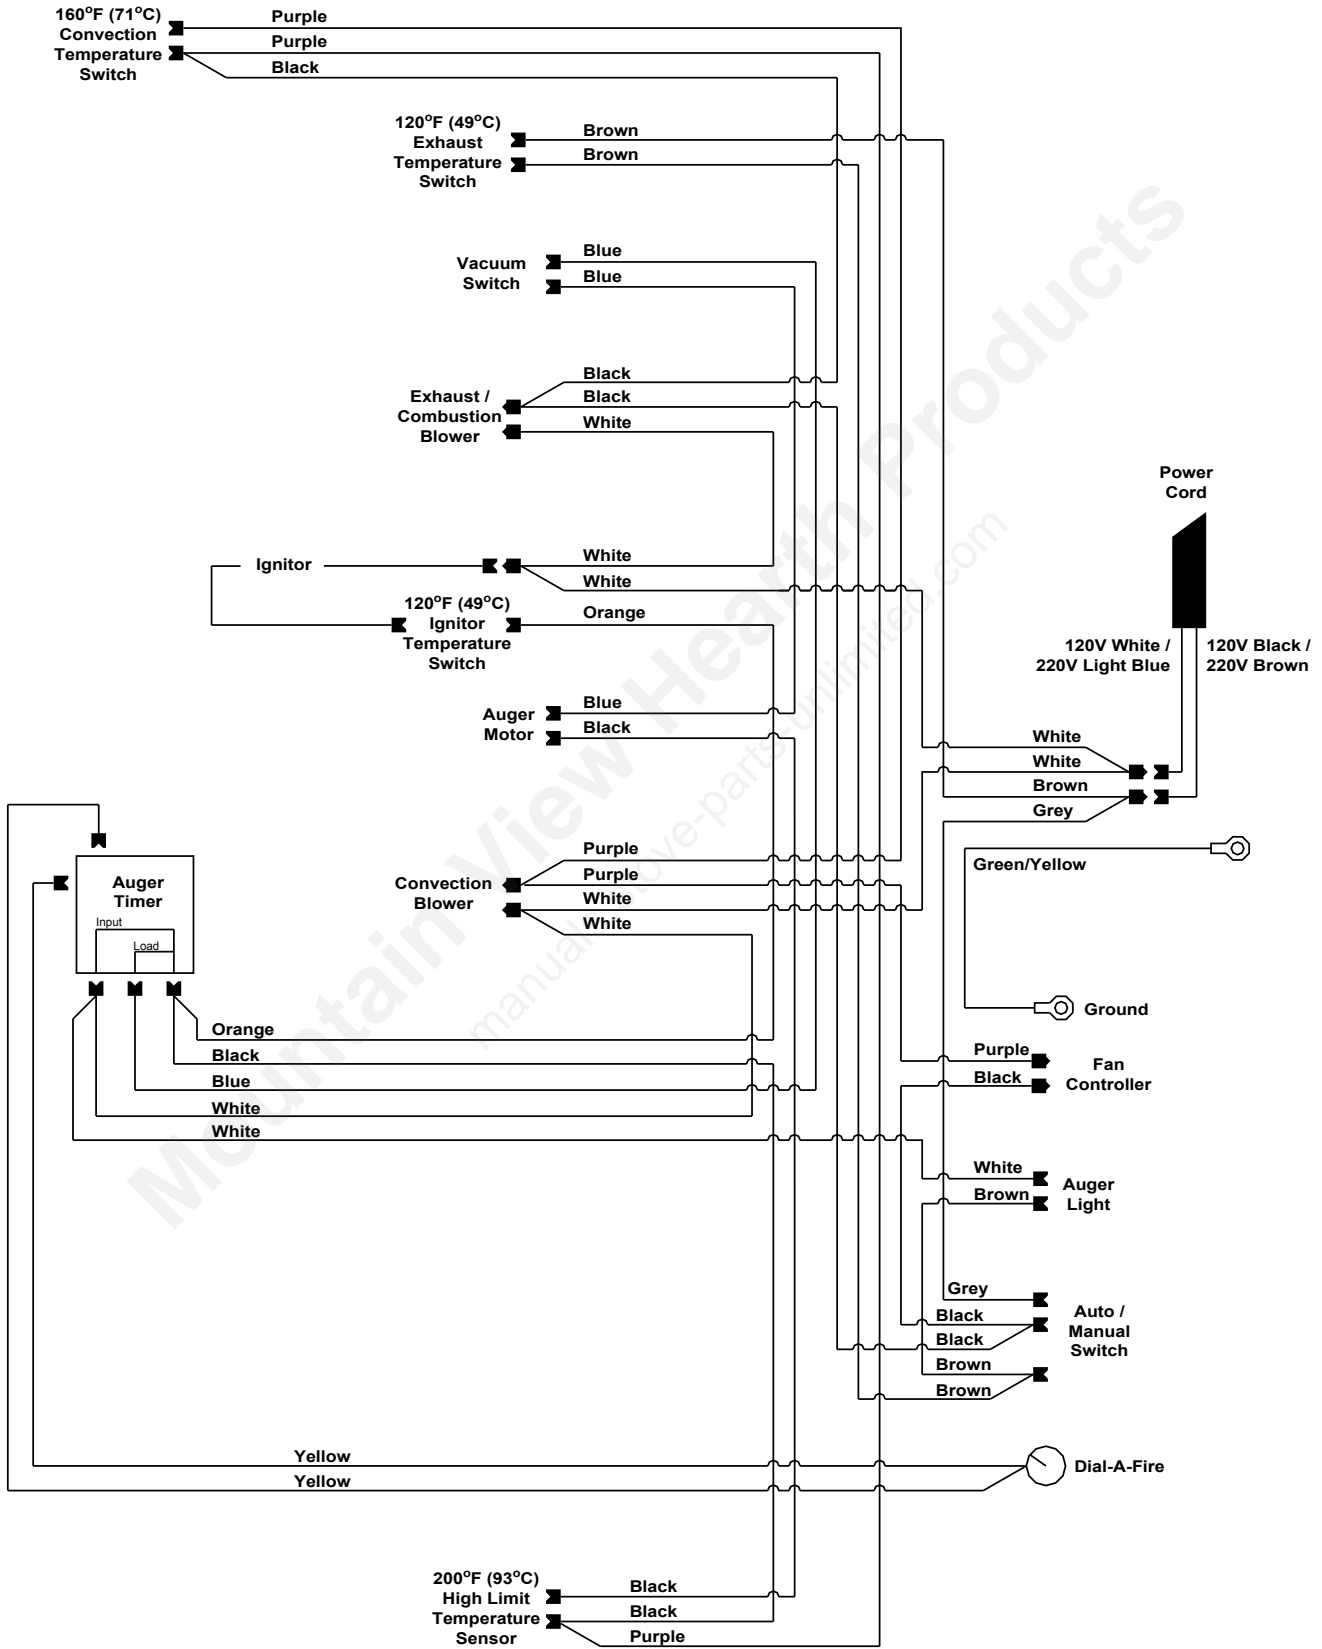 160°F (71°C)
Convection
Temperature
Switch
Purple
Purple
Black
120°F (49°C)
Exhaust
Temperature
Switch
Brown
Brown
Vacuum
Switch
Blue
Blue
Exhaust /
Combustion
Blower
Black
Black
White
Power
Cord
Ignitor
White
White
120°F (49°C)
Ignitor
Temperature
Switch
Orange
120V White /
220V Light Blue
120V Black /
220V Brown
Auger
Motor
Blue
Black
White
White
Brown
Grey
Green/Yellow
Auger
Timer
Input
Load
Convection
Blower
Purple
Purple
White
White
Ground
Orange
Black
Blue
White
White
Purple
Black
Fan
Controller
White
Brown
Auger
Light
Grey
Black
Black
Brown
Brown
Auto /
Manual
Switch
Yellow
Yellow
Dial-A-Fire
200°F (93°C)
High Limit
Temperature
Sensor
Black
Black
Purple
Mountain View Hearth Products